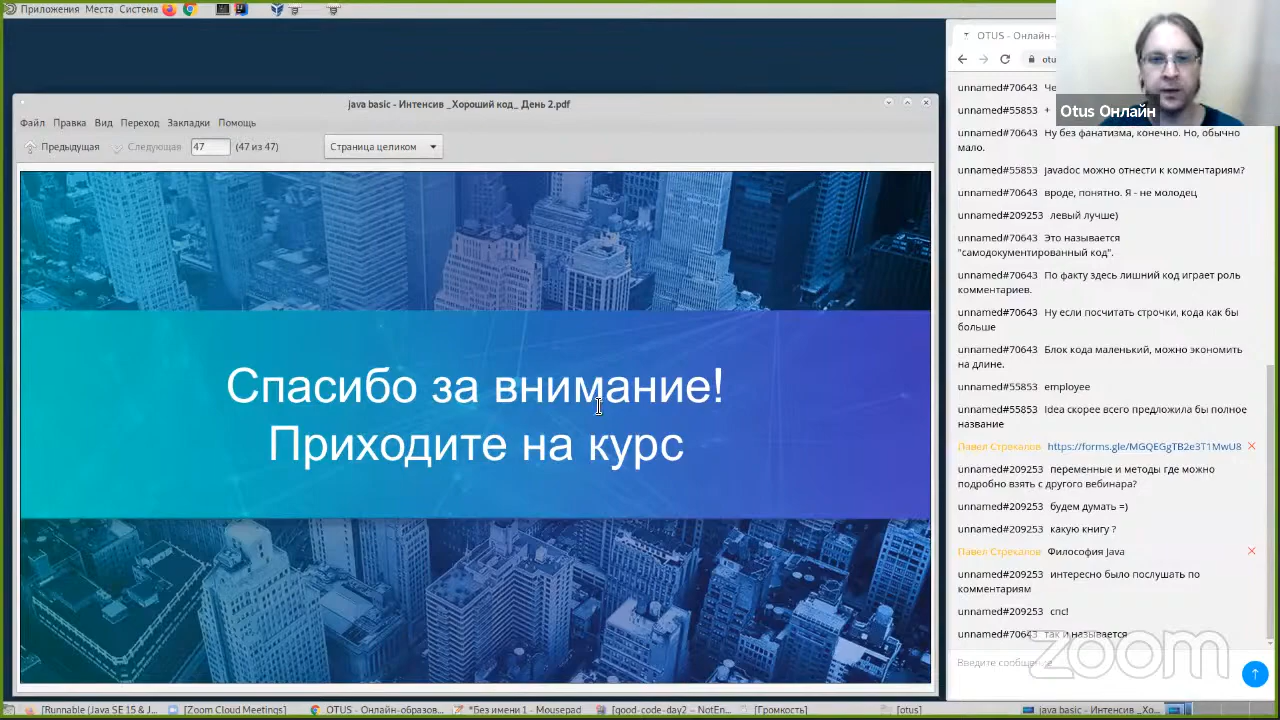 Приложения Места Система
java basic - Интенсив _Хороший код_ День 2.pdf
Файл Правка Вид Переход Закладки Помощь
Предыдущая Следующая 47 (47 из 47) Страница целиком
Спасибо за внимание!
Приходите на курс
OTUS - Онлайн-
otu
Otus Онлайн
unnamed#70643 Че
unnamed#55853 +
unnamed#70643 Ну без фанатизма, конечно. Но, обычно
мало.
unnamed#55853 javadoc можно отнести к комментариям?
unnamed#70643 вроде, понятно. Я - не молодец
unnamed#209253 левый лучше)
unnamed#70643 Это называется
"самодокументированный код".
unnamed#70643 По факту здесь лишний код играет роль
комментариев.
unnamed#70643 Ну если посчитать строчки, кода как бы
больше
unnamed#70643 Блок кода маленький, можно экономить
на длине.
unnamed#55853 employee
unnamed#55853 Idea скорее всего предложила бы полное
название
Павел Стрекалов https://forms.gle/MGQEGgTB2e3T1MwU8
unnamed#209253 переменные и методы где можно
подробно взять с другого вебинара?
unnamed#209253 будем думать =)
unnamed#209253 какую книгу ?
Павел Стрекалов Философия Java
unnamed#209253 интересно было послушать по
комментариям
unnamed#209253 спс!
unnamed#70643 так и называется
Введите сообщение
zoom
[Runnable (Java SE 15 & J... [Zoom Cloud Meetings] OTUS - Онлайн-образов... *Без имени 1 - Mousepad [good-code-day2 – NotEn... [Громкость] [otus] java basic - Интенсив _Хо...